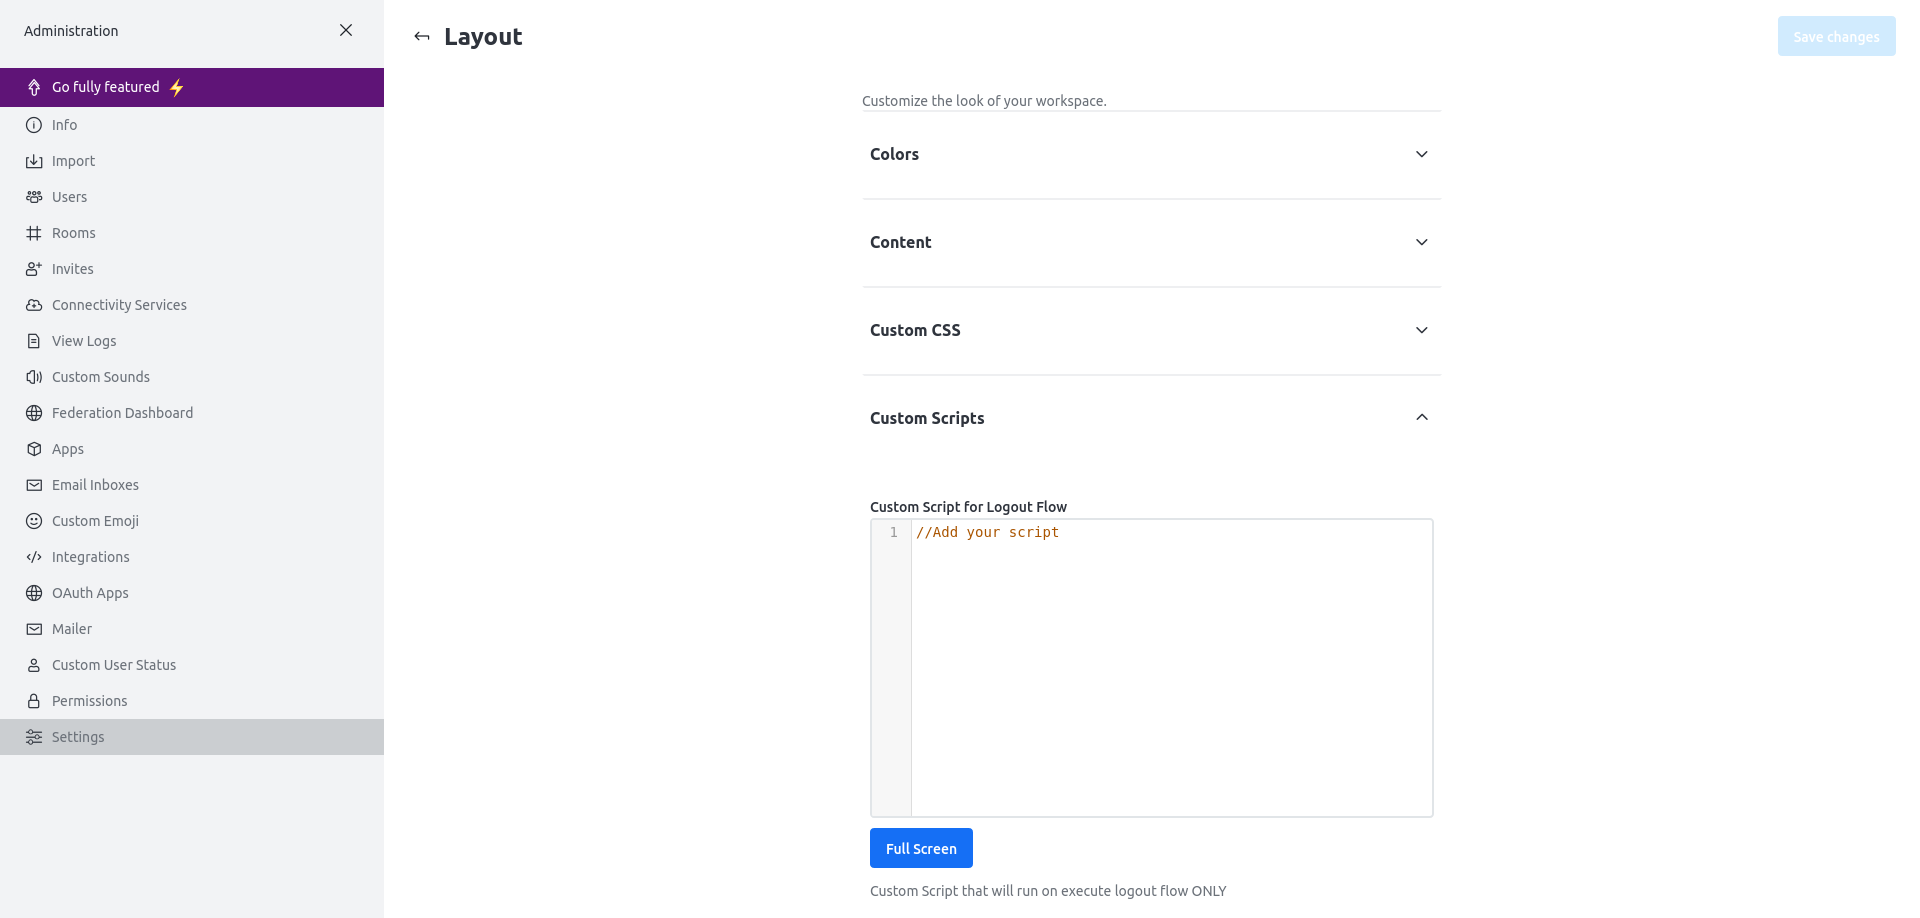 Administration
Go fully featured
Info
Import
Users
Rooms
Invites
Connectivity Services
View Logs
Custom Sounds
Federation Dashboard
Apps
Email Inboxes
Custom Emoji
Integrations
OAuth Apps
Mailer
Custom User Status
Permissions
Settings
Layout
Save changes
Customize the look of your workspace.
Colors
Content
Custom CSS
Custom Scripts
Custom Script for Logout Flow
1 //Add your script
Full Screen
Custom Script that will run on execute logout flow ONLY